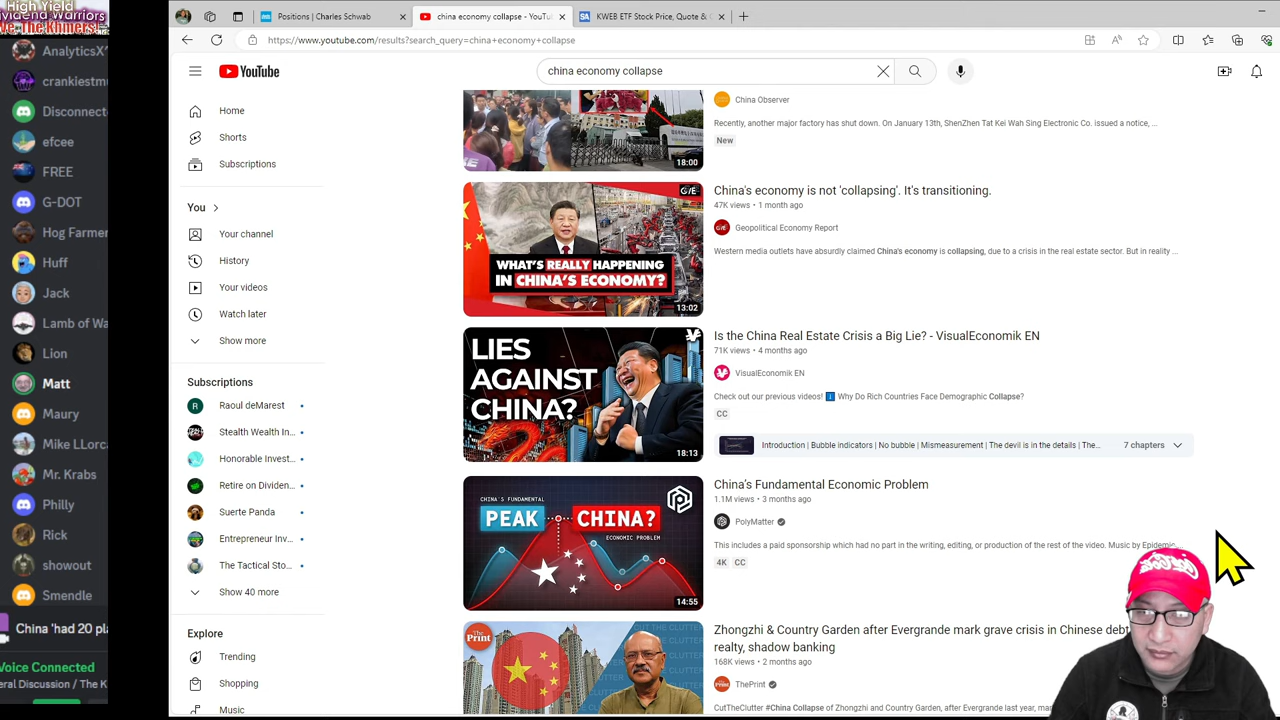 High Yield
Dividend Warriors
AnalyticsX
crankiestmu
Disconnect
efcee
FREE
G-DOT
Hog Farmer
Huff
Jack
Lamb of Wa
Lion
Matt
Maury
Mike LLorca
Mr. Krabs
Philly
Rick
showout
Smendle
China 'had 20 pla
Voice Connected
eral Discussion / The K
Positions | Charles Schwab
china economy collapse - YouTu
KWEB ETF Stock Price, Quote & C
https://www.youtube.com/results?search_query=china+economy+collapse
YouTube
china economy collapse
Home
Shorts
Subscriptions
You
Your channel
History
Your videos
Watch later
Show more
Subscriptions
Raoul deMarest
Stealth Wealth In...
Honorable Invest...
Retire on Dividen...
Suerte Panda
Entrepreneur Inv...
The Tactical Sto...
Show 40 more
Explore
Trending
Shopping
Music
18:00
China Observer
Recently, another major factory has shut down. On January 13th, ShenZhen Tat Kei Wah Sing Electronic Co. issued a notice, ...
New
WHAT'S REALLY HAPPENING
IN CHINA'S ECONOMY?
13:02
China's economy is not 'collapsing'. It's transitioning.
47K views • 1 month ago
Geopolitical Economy Report
Western media outlets have absurdly claimed China's economy is collapsing, due to a crisis in the real estate sector. But in reality ...
LIES
AGAINST
CHINA?
18:13
Is the China Real Estate Crisis a Big Lie? - VisualEconomik EN
71K views • 4 months ago
VisualEconomik EN
Check out our previous videos! Why Do Rich Countries Face Demographic Collapse?
CC
Introduction | Bubble indicators | No bubble | Mismeasurement | The devil is in the details | The...
7 chapters
CHINA'S FUNDAMENTAL
PEAK CHINA?
ECONOMIC PROBLEM
14:55
China's Fundamental Economic Problem
1.1M views • 3 months ago
PolyMatter
This includes a paid sponsorship which had no part in the writing, editing, or production of the rest of the video. Music by Epidemic...
4K CC
The Print
CUT THE CLUTTER
Zhongzhi & Country Garden after Evergrande mark grave crisis in Chinese debt
realty, shadow banking
168K views • 2 months ago
ThePrint
CutTheClutter #China Collapse of Zhongzhi and Country Garden, after Evergrande last year, mar